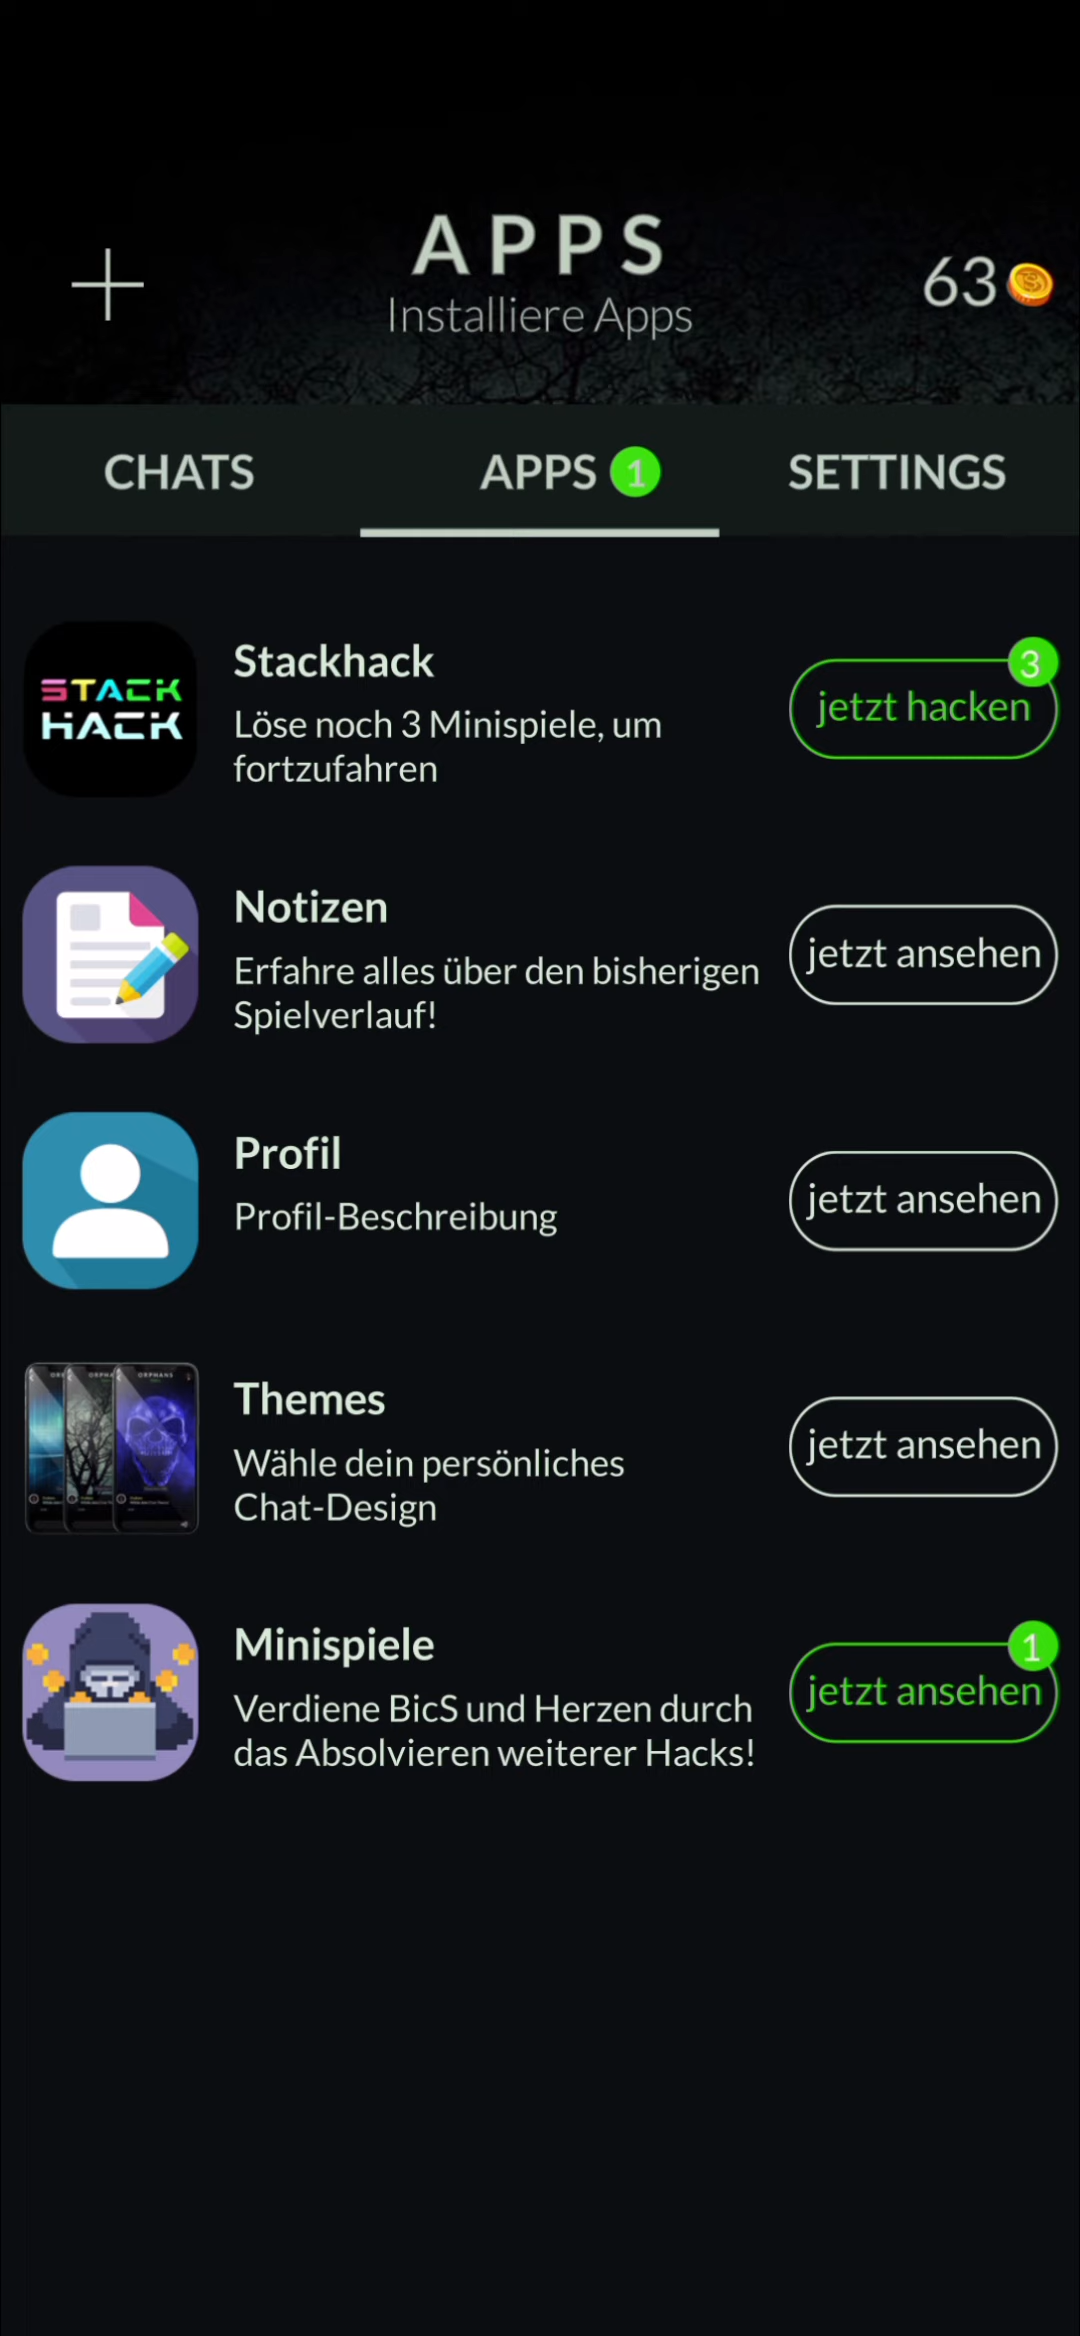 APPS
Installiere Apps
63
CHATS
APPS 1
SETTINGS
STACK
HACK
Stackhack
Löse noch 3 Minispiele, um
fortzufahren
3
jetzt hacken
Notizen
Erfahre alles über den bisherigen
Spielverlauf!
jetzt ansehen
Profil
Profil-Beschreibung
jetzt ansehen
ORPHANS
Themes
Wähle dein persönliches
Chat-Design
jetzt ansehen
Minispiele
Verdiene BicS und Herzen durch
das Absolvieren weiterer Hacks!
1
jetzt ansehen